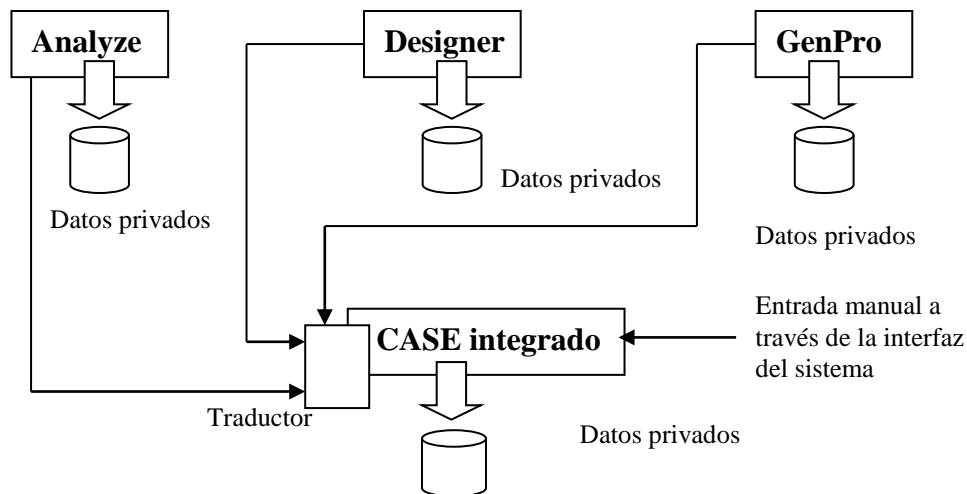 Analyze
Designer
GenPro
Datos privados
Datos privados
Datos privados
Entrada manual a
través de la interfaz
del sistema
CASE integrado
Traductor
Datos privados